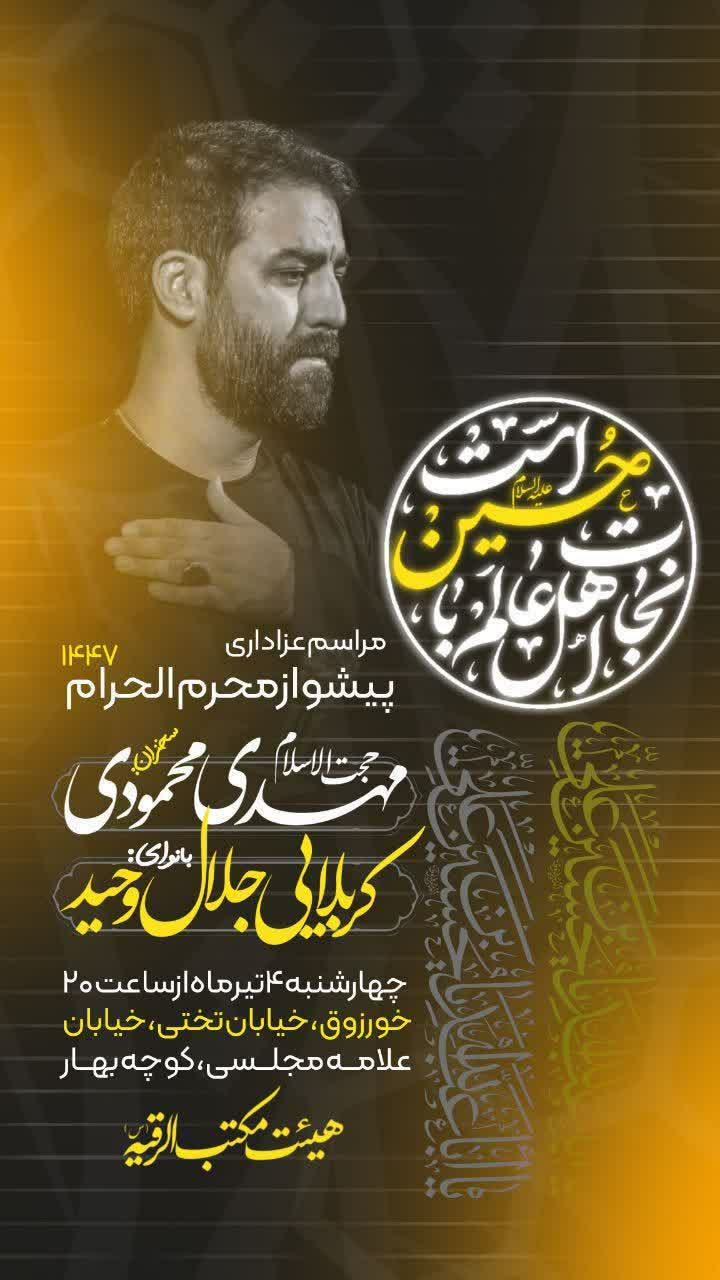 نجات اهل عالم با
حسین علیه السلام است
مراسم عزاداری
پیشواز محرم الحرام ۱۴۴۷
سخنران:
حجت الاسلام مهدی محمودی
بانوای:
کربلایی جلال وحید
چهارشنبه ۴ تیر ماه از ساعت ۲۰
خورزوق، خیابان تختی، خیابان
علامه مجلسی، کوچه بهار
هیئت مکتب الرقیه (س)